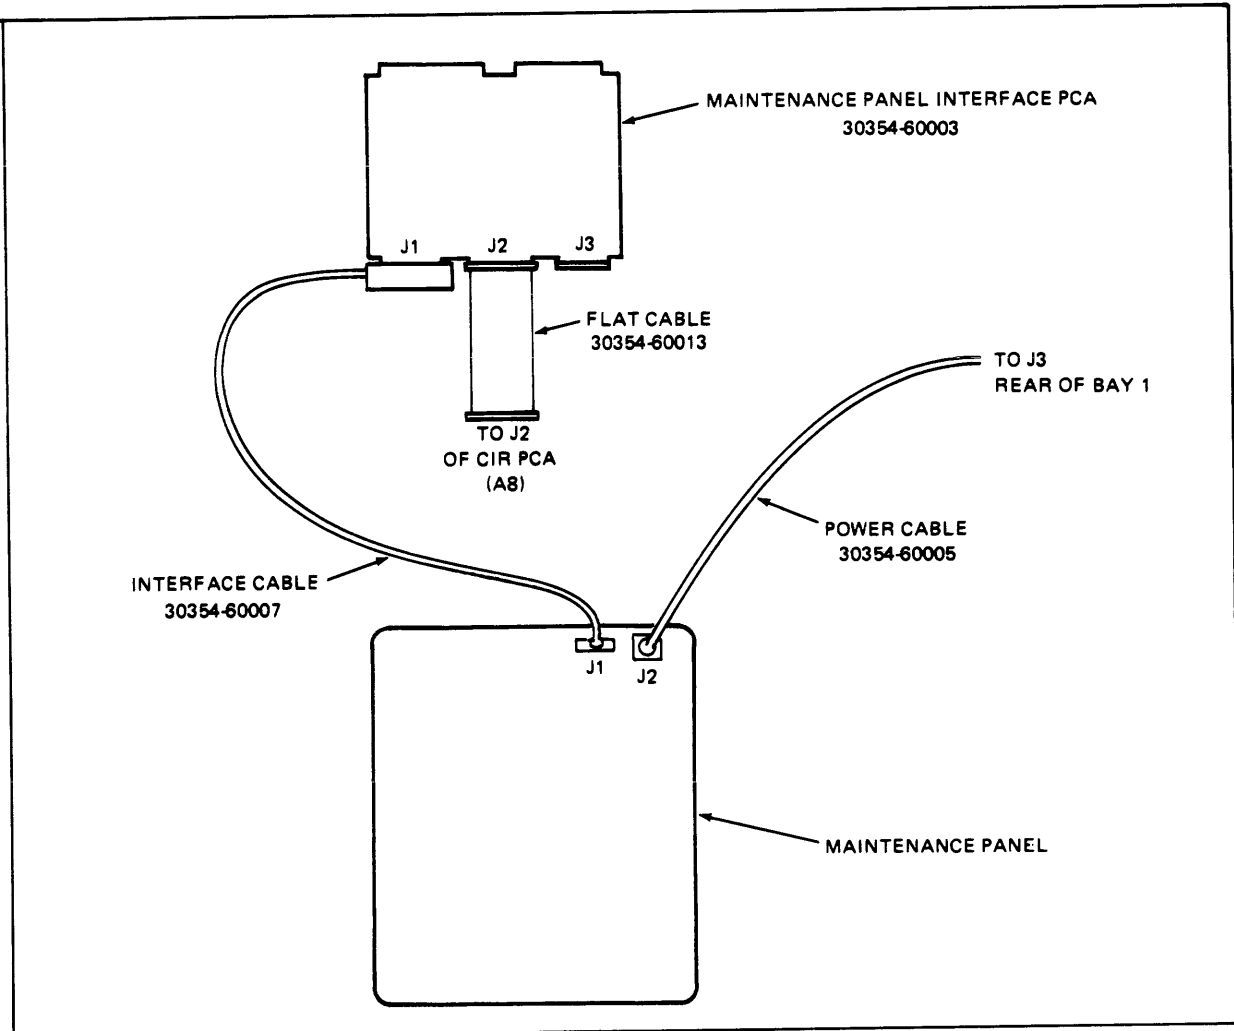 MAINTENANCE PANEL INTERFACE PCA
30354-60003
J1
J2
J3
FLAT CABLE
30354-60013
TO J2
OF CIR PCA
(A8)
TO J3
REAR OF BAY 1
POWER CABLE
30354-60005
INTERFACE CABLE
30354-60007
J1
J2
MAINTENANCE PANEL